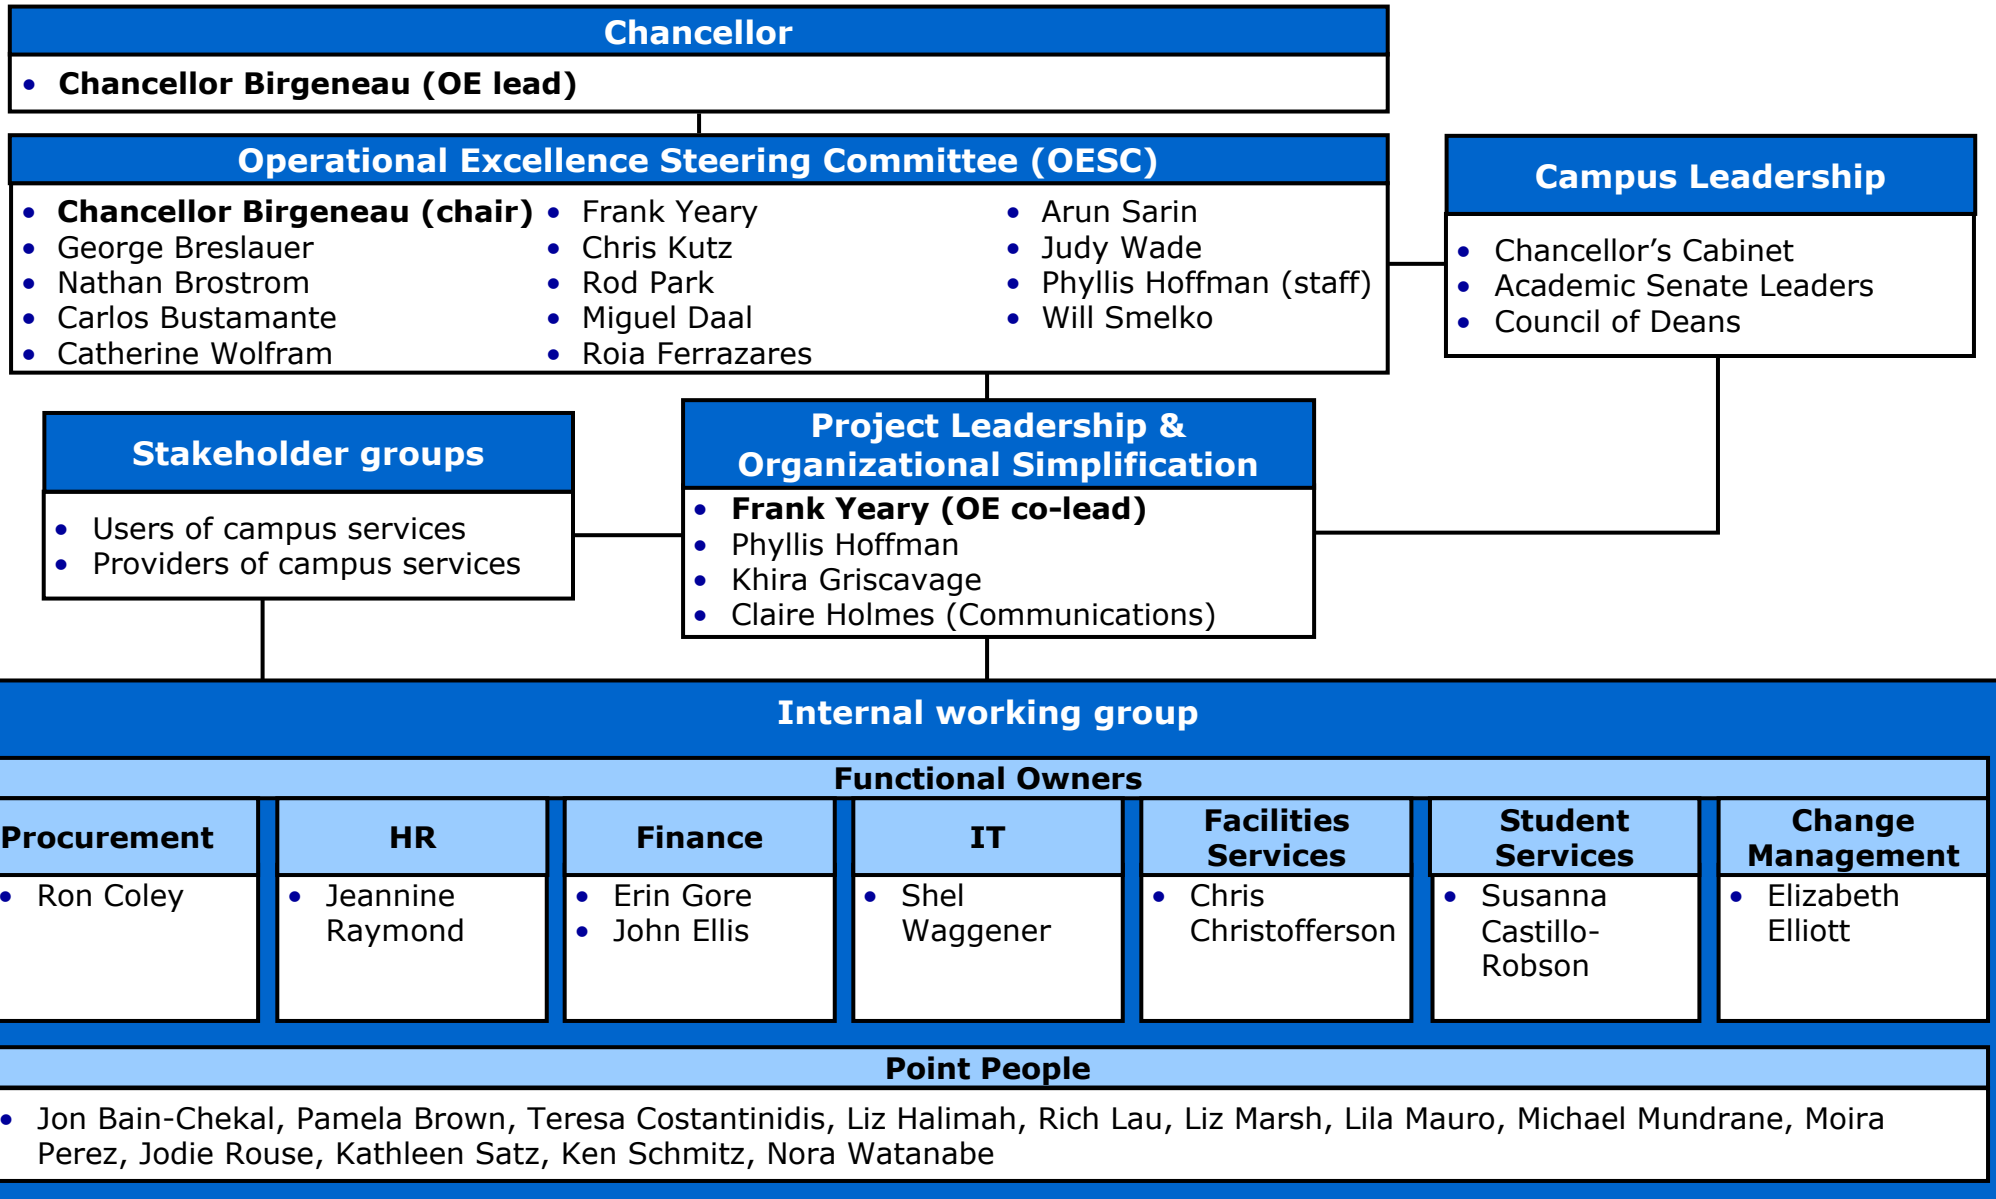 Chancellor
• Chancellor Birgeneau (OE lead)
Operational Excellence Steering Committee (OESC)
• Chancellor Birgeneau (chair)
• George Breslauer
• Nathan Brostrom
• Carlos Bustamante
• Catherine Wolfram
• Frank Yeary
• Chris Kutz
• Rod Park
• Miguel Daal
• Roia Ferrazares
• Arun Sarin
• Judy Wade
• Phyllis Hoffman (staff)
• Will Smelko
Campus Leadership
• Chancellor’s Cabinet
• Academic Senate Leaders
• Council of Deans
Stakeholder groups
• Users of campus services
• Providers of campus services
Project Leadership &
Organizational Simplification
• Frank Yeary (OE co-lead)
• Phyllis Hoffman
• Khira Griscavage
• Claire Holmes (Communications)
Internal working group
Functional Owners
Procurement
• Ron Coley
HR
• Jeannine
Raymond
Finance
• Erin Gore
• John Ellis
IT
• Shel
Waggener
Facilities
Services
• Chris
Christofferson
Student
Services
• Susanna
Castillo-
Robson
Change
Management
• Elizabeth
Elliott
Point People
• Jon Bain-Chekal, Pamela Brown, Teresa Costantinidis, Liz Halimah, Rich Lau, Liz Marsh, Lila Mauro, Michael Mundrane, Moira
Perez, Jodie Rouse, Kathleen Satz, Ken Schmitz, Nora Watanabe